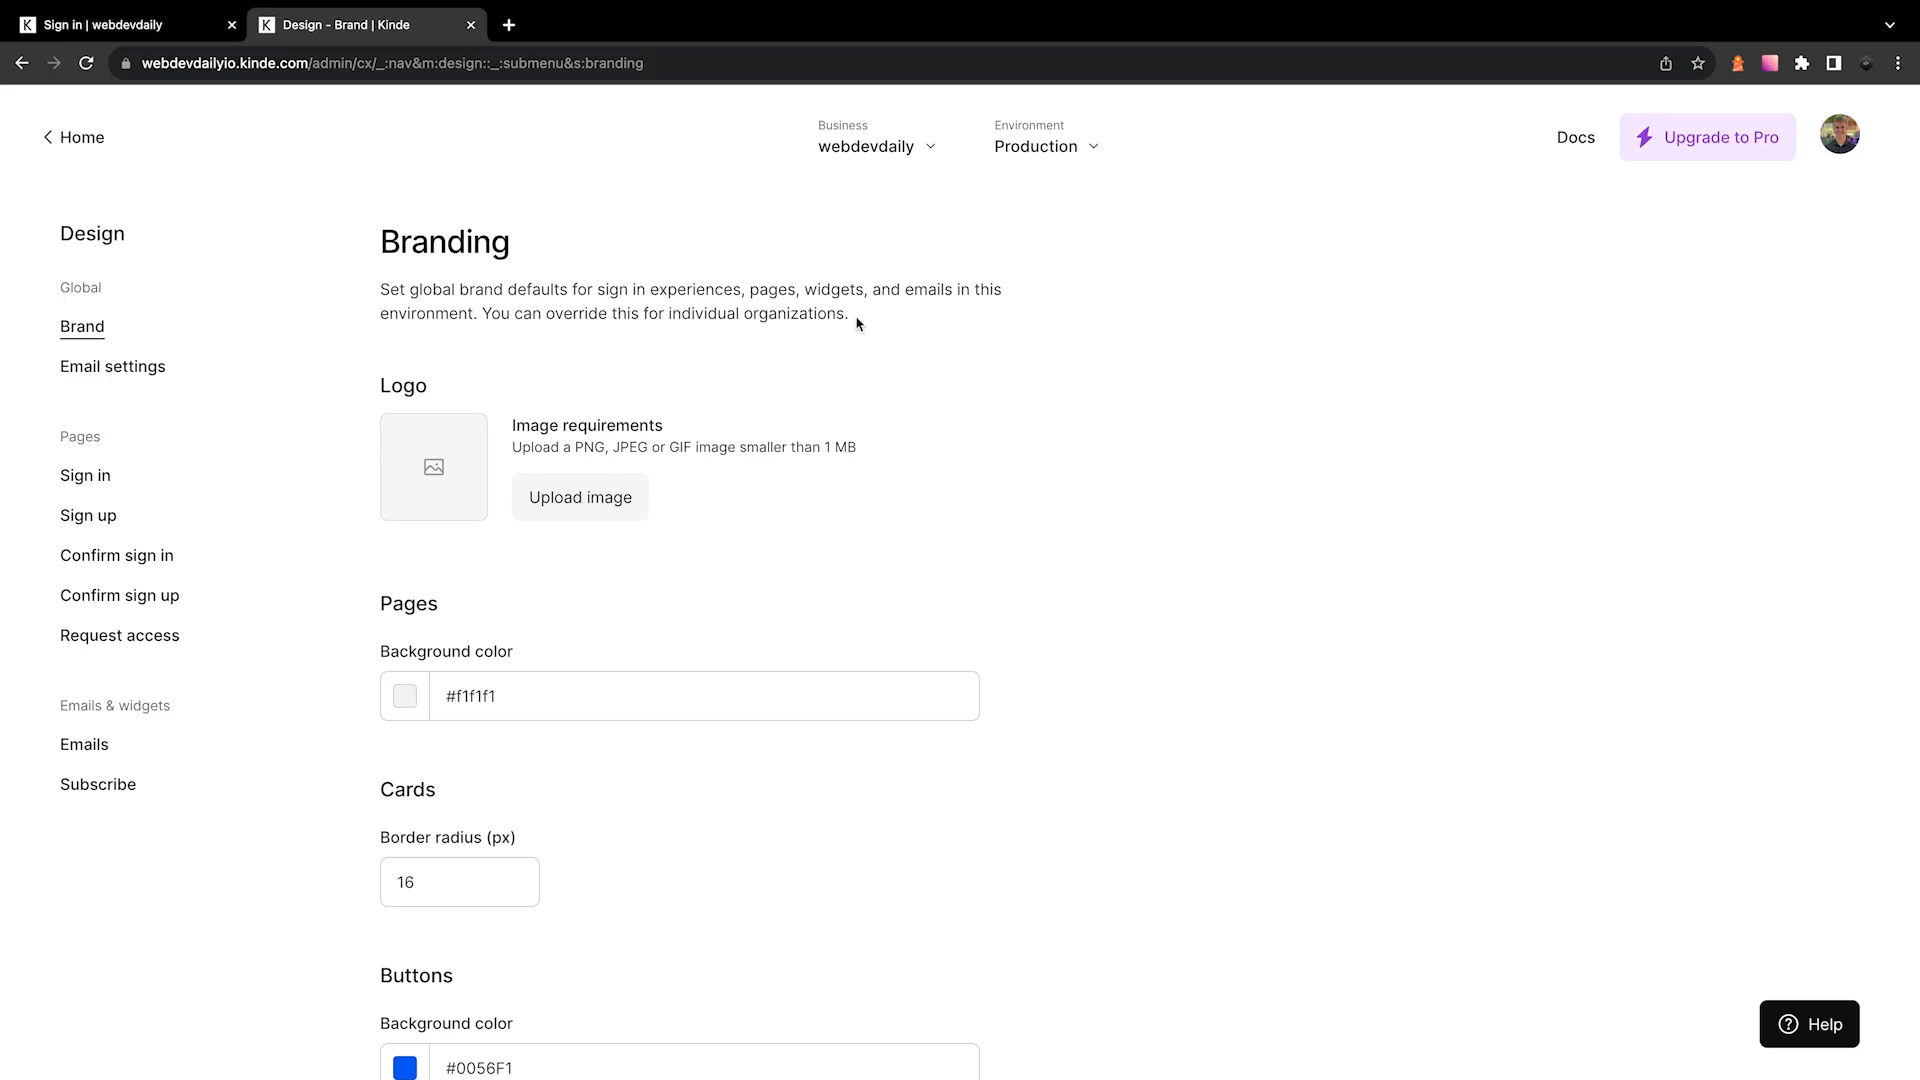 Sign in | webdevdaily
Design - Brand | Kinde
webdevdailyio.kinde.com/admin/cx/_:nav&m:design::_:submenu&s:branding
Home
Business
webdevdaily
Environment
Production
Docs
Upgrade to Pro
Design
Global
Brand
Email settings
Pages
Sign in
Sign up
Confirm sign in
Confirm sign up
Request access
Emails & widgets
Emails
Subscribe
Branding
Set global brand defaults for sign in experiences, pages, widgets, and emails in this
environment. You can override this for individual organizations.
Logo
Image requirements
Upload a PNG, JPEG or GIF image smaller than 1 MB
Upload image
Pages
Background color
#f1f1f1
Cards
Border radius (px)
16
Buttons
Background color
#0056F1
Help